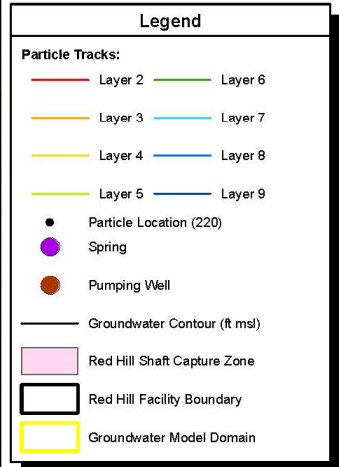 Legend
Particle Tracks:
Layer 2 Layer 6
Layer 3 Layer 7
Layer 4 Layer 8
Layer 5 Layer 9
Particle Location (220)
Spring
Pumping Well
Groundwater Contour (ft msl)
Red Hill Shaft Capture Zone
Red Hill Facility Boundary
Groundwater Model Domain